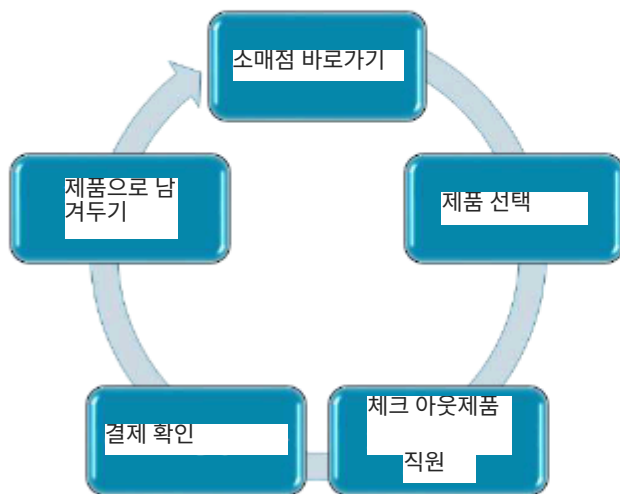 소매점 바로가기
제품 선택
체크 아웃제품
직원
결제 확인
제품으로 남
겨두기